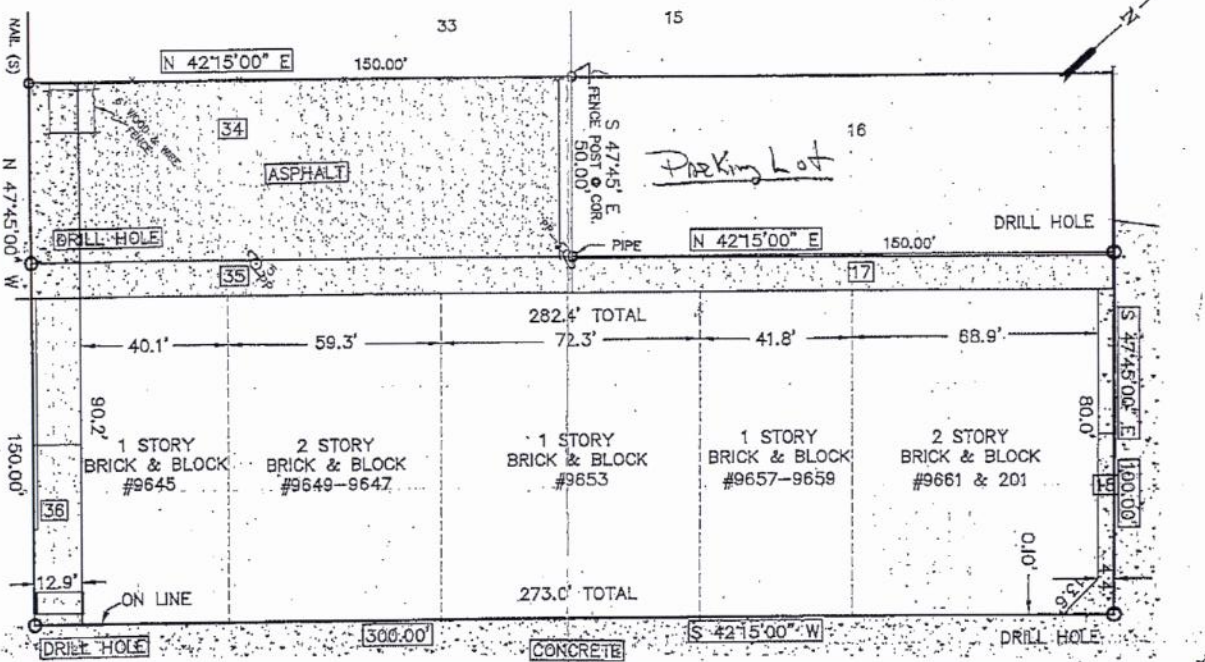 33
15
N
NAIL (S)
N 42°15'00" E
150.00'
34
WOOD & WIRE
FENCE
ASPHALT
S 47°45' E
50.00'
FENCE POST @ COR.
Parking Lot
16
DRILL HOLE
N 47°45'00" W
DRILL HOLE
PIPE
N 42°15'00" E
150.00'
35
17
282.4' TOTAL
40.1'
59.3'
72.3'
41.8'
68.9'
S 47°45'00" E
100.00'
90.2'
80.0'
1 STORY
BRICK & BLOCK
#9645
2 STORY
BRICK & BLOCK
#9649-9647
1 STORY
BRICK & BLOCK
#9653
1 STORY
BRICK & BLOCK
#9657-9659
2 STORY
BRICK & BLOCK
#9661 & 201
150.00'
36
0.10'
12.9'
ON LINE
273.0' TOTAL
13.6'
DRILL HOLE
300.00'
CONCRETE
S 42°15'00" W
DRILL HOLE